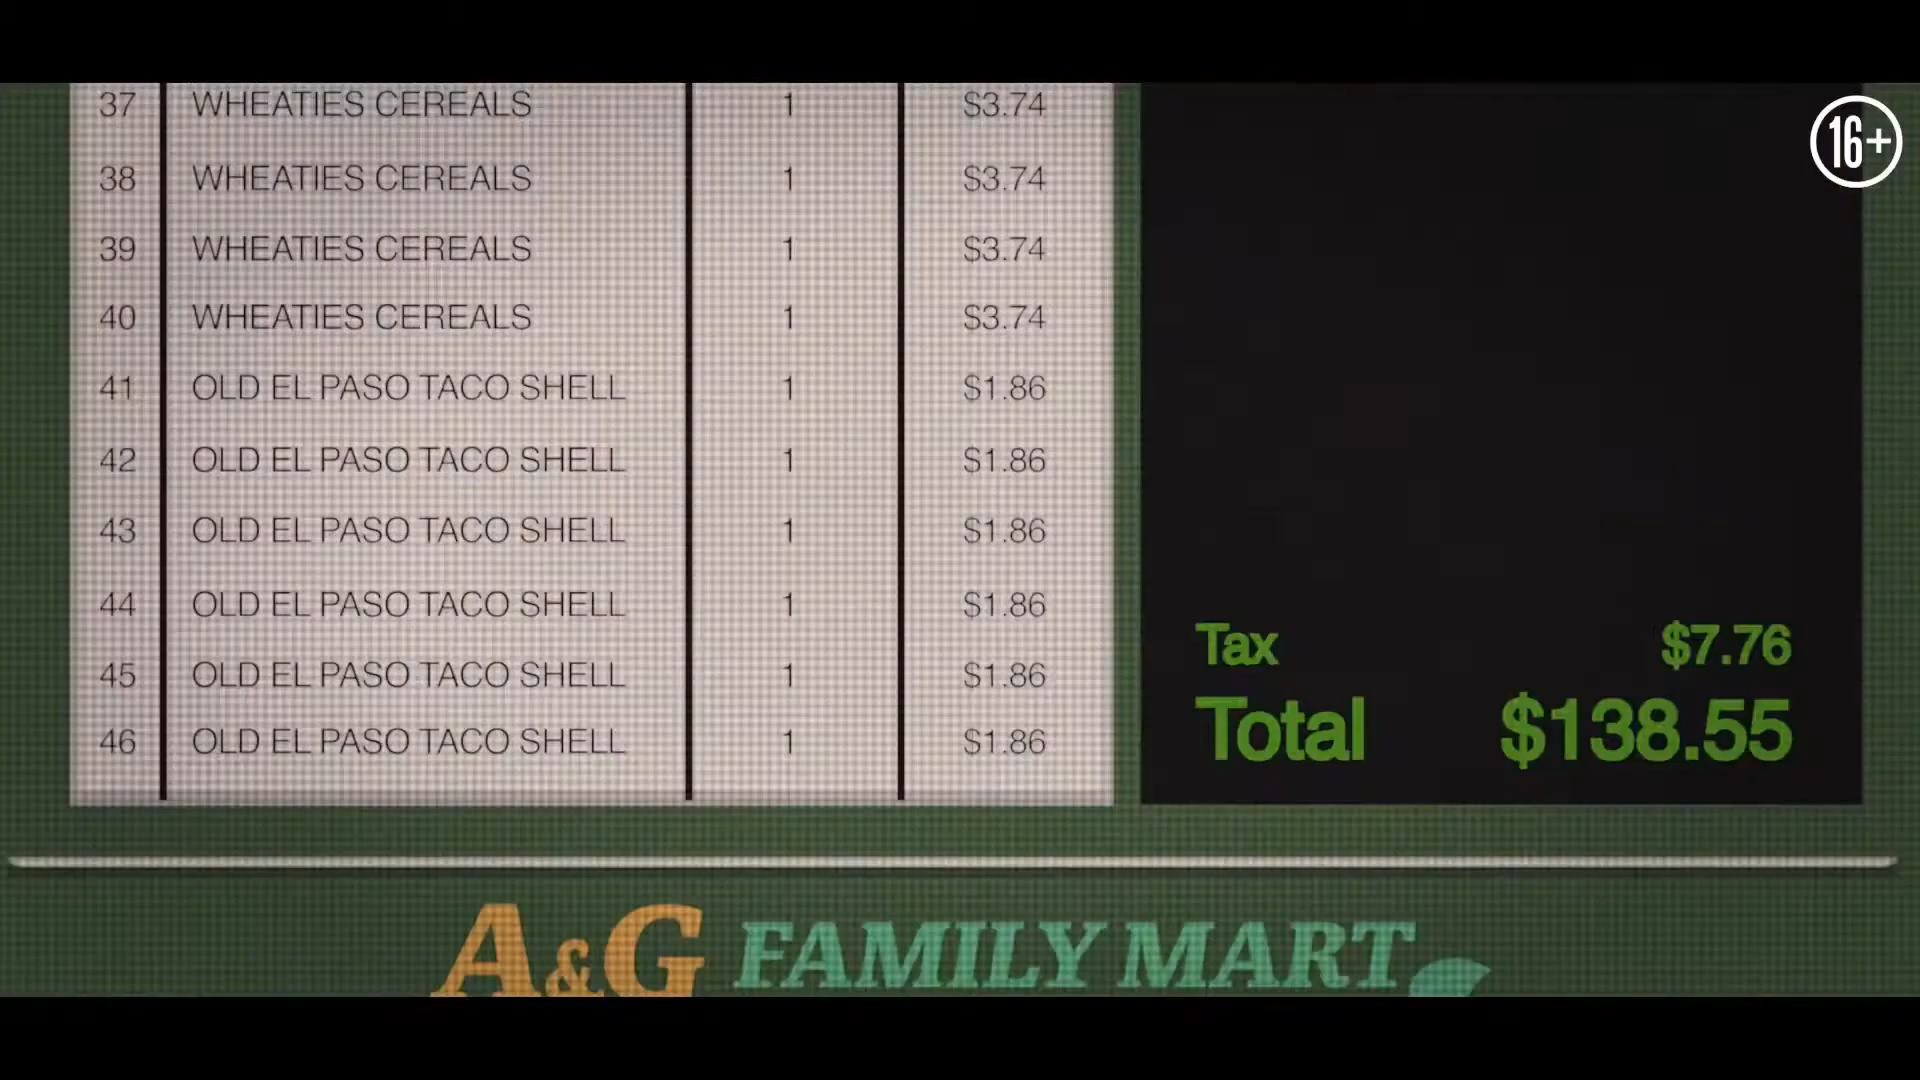 37 WHEATIES CEREALS 1 $3.74
16+
38 WHEATIES CEREALS 1 $3.74
39 WHEATIES CEREALS 1 $3.74
40 WHEATIES CEREALS 1 $3.74
41 OLD EL PASO TACO SHELL 1 $1.86
42 OLD EL PASO TACO SHELL 1 $1.86
43 OLD EL PASO TACO SHELL 1 $1.86
44 OLD EL PASO TACO SHELL 1 $1.86
45 OLD EL PASO TACO SHELL 1 $1.86
46 OLD EL PASO TACO SHELL 1 $1.86
Tax $7.76
Total $138.55
A&G FAMILY MART